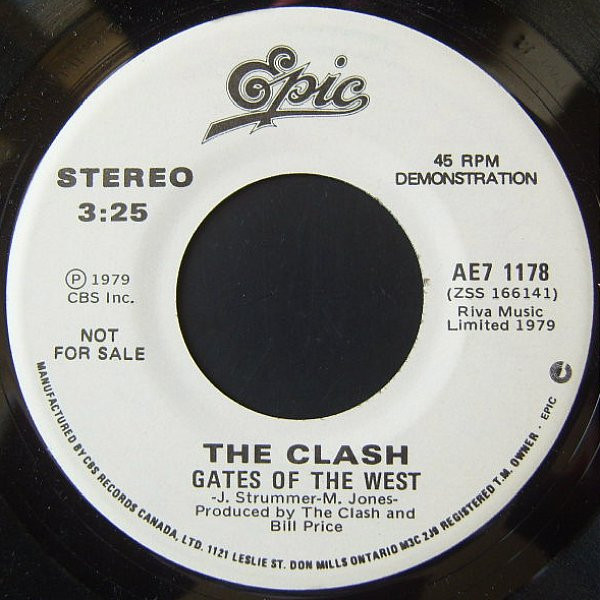 Epic
STEREO
3:25
45 RPM
DEMONSTRATION
Ⓟ 1979
CBS Inc.
NOT
FOR SALE
AE7 1178
(ZSS 166141)
Riva Music
Limited 1979
THE CLASH
GATES OF THE WEST
-J. Strummer-M. Jones-
Produced by The Clash and
Bill Price
MANUFACTURED BY CBS RECORDS CANADA, LTD. 1121 LESLIE ST. DON MILLS ONTARIO M3C 2J9 REGISTERED T.M. OWNER - EPIC